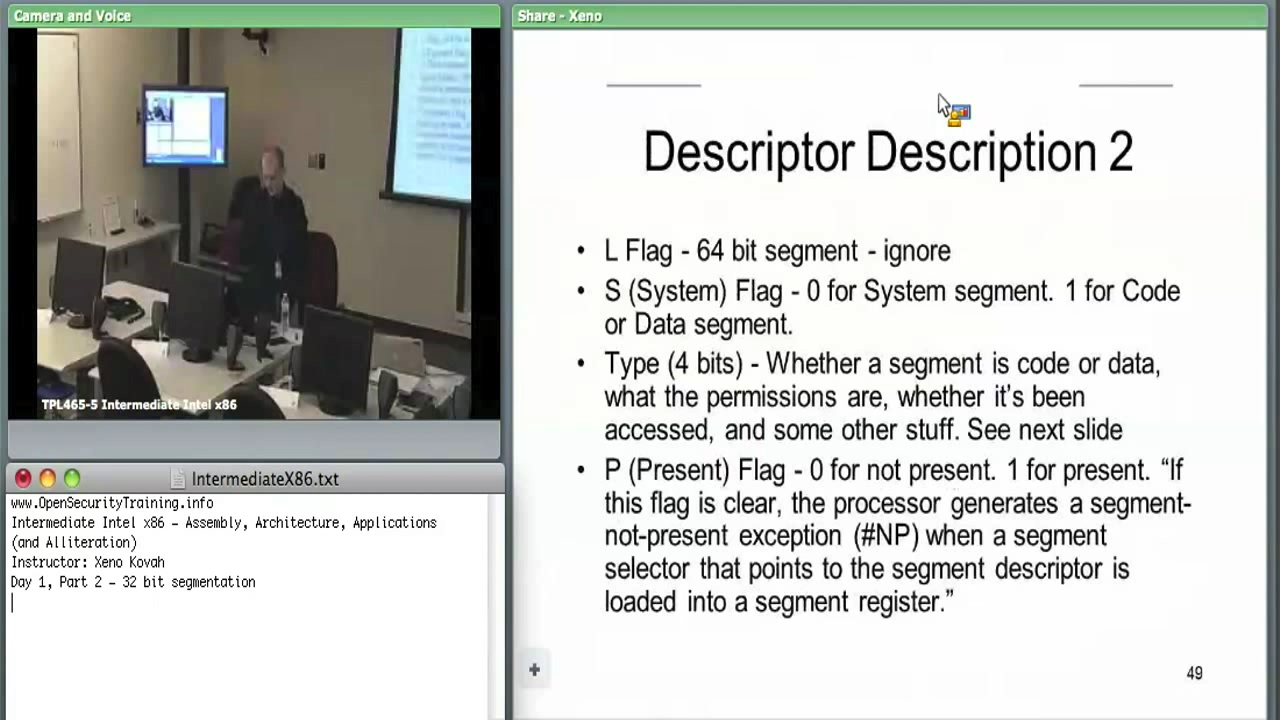 Camera and Voice
TPL465-5 Intermediate Intel x86
IntermediateX86.txt
www.OpenSecurityTraining.info
Intermediate Intel x86 – Assembly, Architecture, Applications
(and Alliteration)
Instructor: Xeno Kovah
Day 1, Part 2 – 32 bit segmentation
Share - Xeno
Descriptor Description 2
• L Flag - 64 bit segment - ignore
• S (System) Flag - 0 for System segment. 1 for Code
or Data segment.
• Type (4 bits) - Whether a segment is code or data,
what the permissions are, whether it’s been
accessed, and some other stuff. See next slide
• P (Present) Flag - 0 for not present. 1 for present. “If
this flag is clear, the processor generates a segment-
not-present exception (#NP) when a segment
selector that points to the segment descriptor is
loaded into a segment register.”
49